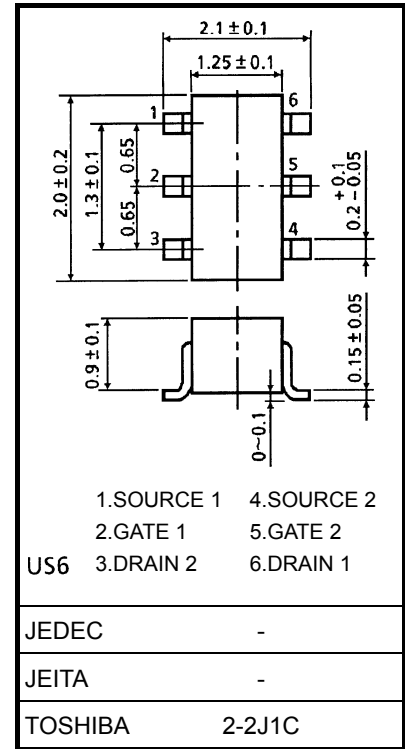 2.1±0.1
1.25±0.1
1
6
2
5
3
4
2.0±0.2
1.3±0.1
0.65
0.65
+0.1
0.2-0.05
0.9±0.1
0.15±0.05
0~0.1
1.SOURCE 1 4.SOURCE 2
2.GATE 1 5.GATE 2
US6 3.DRAIN 2 6.DRAIN 1
JEDEC -
JEITA -
TOSHIBA 2-2J1C